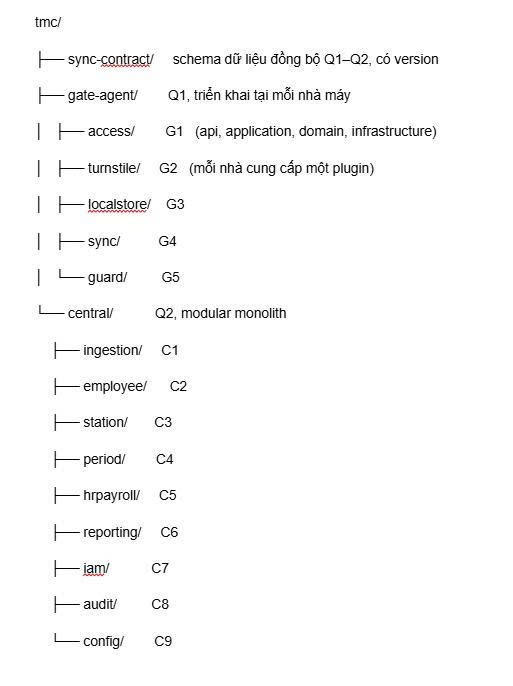 tmc/
├── sync-contract/ schema dữ liệu đồng bộ Q1–Q2, có version
├── gate-agent/ Q1, triển khai tại mỗi nhà máy
│ ├── access/ G1 (api, application, domain, infrastructure)
│ ├── turnstile/ G2 (mỗi nhà cung cấp một plugin)
│ ├── localstore/ G3
│ ├── sync/ G4
│ └── guard/ G5
└── central/ Q2, modular monolith
├── ingestion/ C1
├── employee/ C2
├── station/ C3
├── period/ C4
├── hrpayroll/ C5
├── reporting/ C6
├── iam/ C7
├── audit/ C8
└── config/ C9